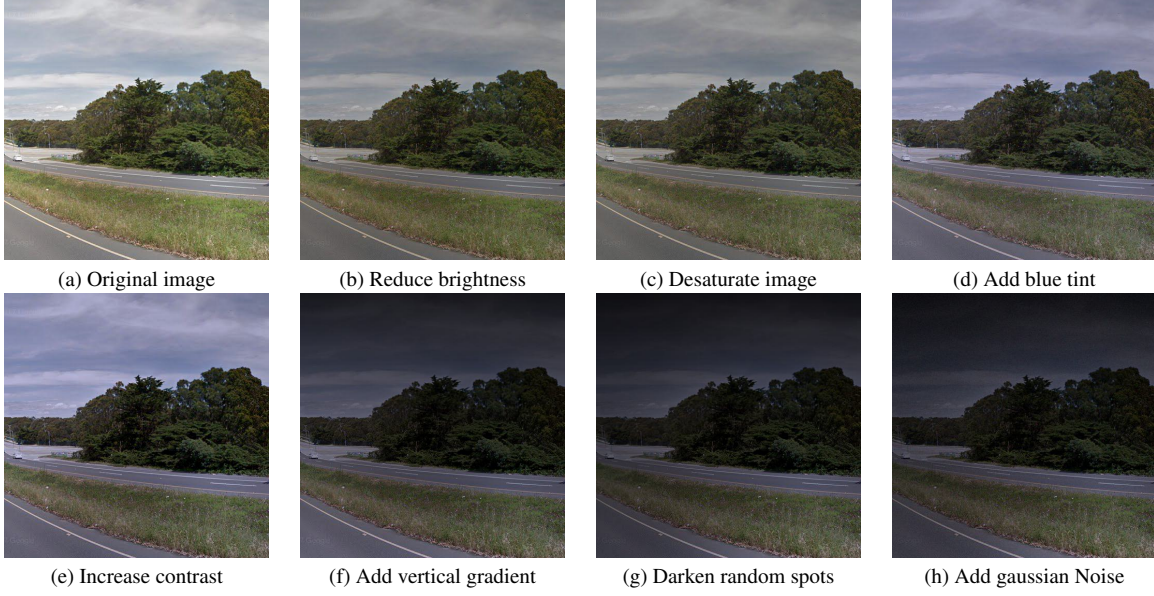 (a) Original image
(b) Reduce brightness
(c) Desaturate image
(d) Add blue tint
(e) Increase contrast
(f) Add vertical gradient
(g) Darken random spots
(h) Add gaussian Noise